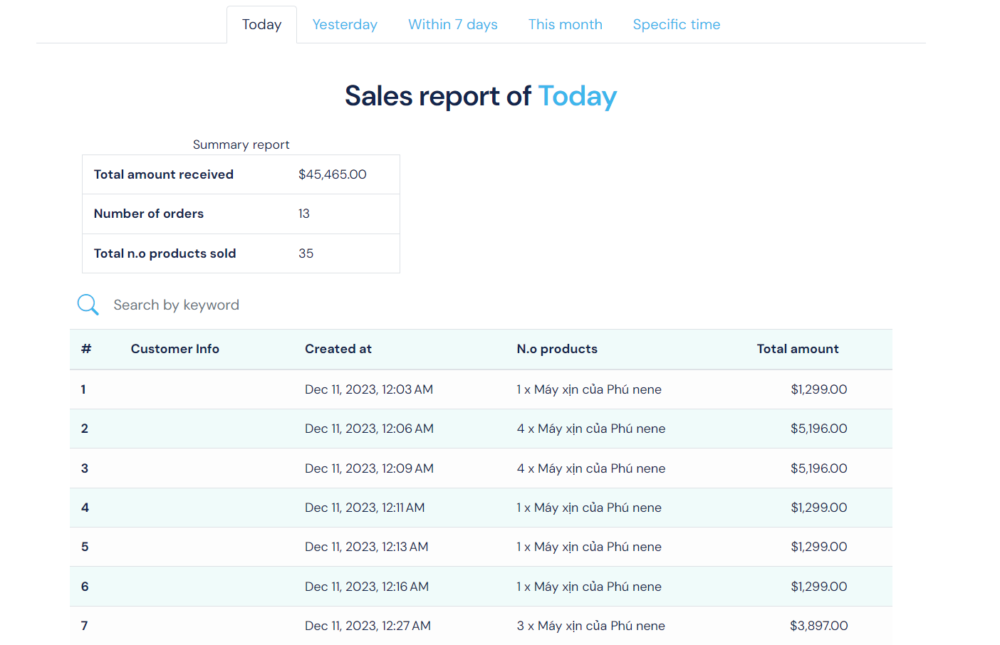 Today Yesterday Within 7 days This month Specific time
Sales report of Today
Summary report
Total amount received $45,465.00
Number of orders 13
Total n.o products sold 35
Search by keyword
# Customer Info Created at N.o products Total amount
1 Dec 11, 2023, 12:03 AM 1 x Máy xịn của Phú nene $1,299.00
2 Dec 11, 2023, 12:06 AM 4 x Máy xịn của Phú nene $5,196.00
3 Dec 11, 2023, 12:09 AM 4 x Máy xịn của Phú nene $5,196.00
4 Dec 11, 2023, 12:11 AM 1 x Máy xịn của Phú nene $1,299.00
5 Dec 11, 2023, 12:13 AM 1 x Máy xịn của Phú nene $1,299.00
6 Dec 11, 2023, 12:16 AM 1 x Máy xịn của Phú nene $1,299.00
7 Dec 11, 2023, 12:27 AM 3 x Máy xịn của Phú nene $3,897.00